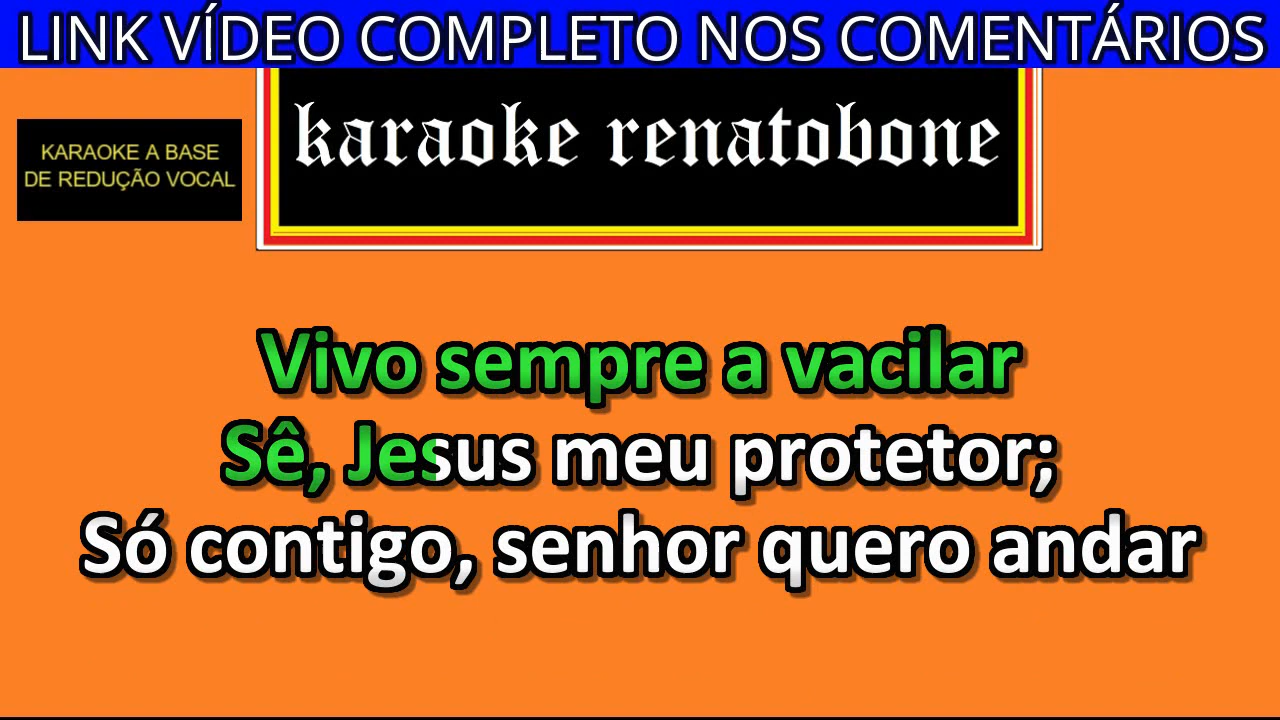 LINK VÍDEO COMPLETO NOS COMENTÁRIOS
karaoke renatobone
KARAOKE A BASE
DE REDUÇÃO VOCAL
Vivo sempre a vacilar
Sê, Jesus meu protetor;
Só contigo, senhor quero andar